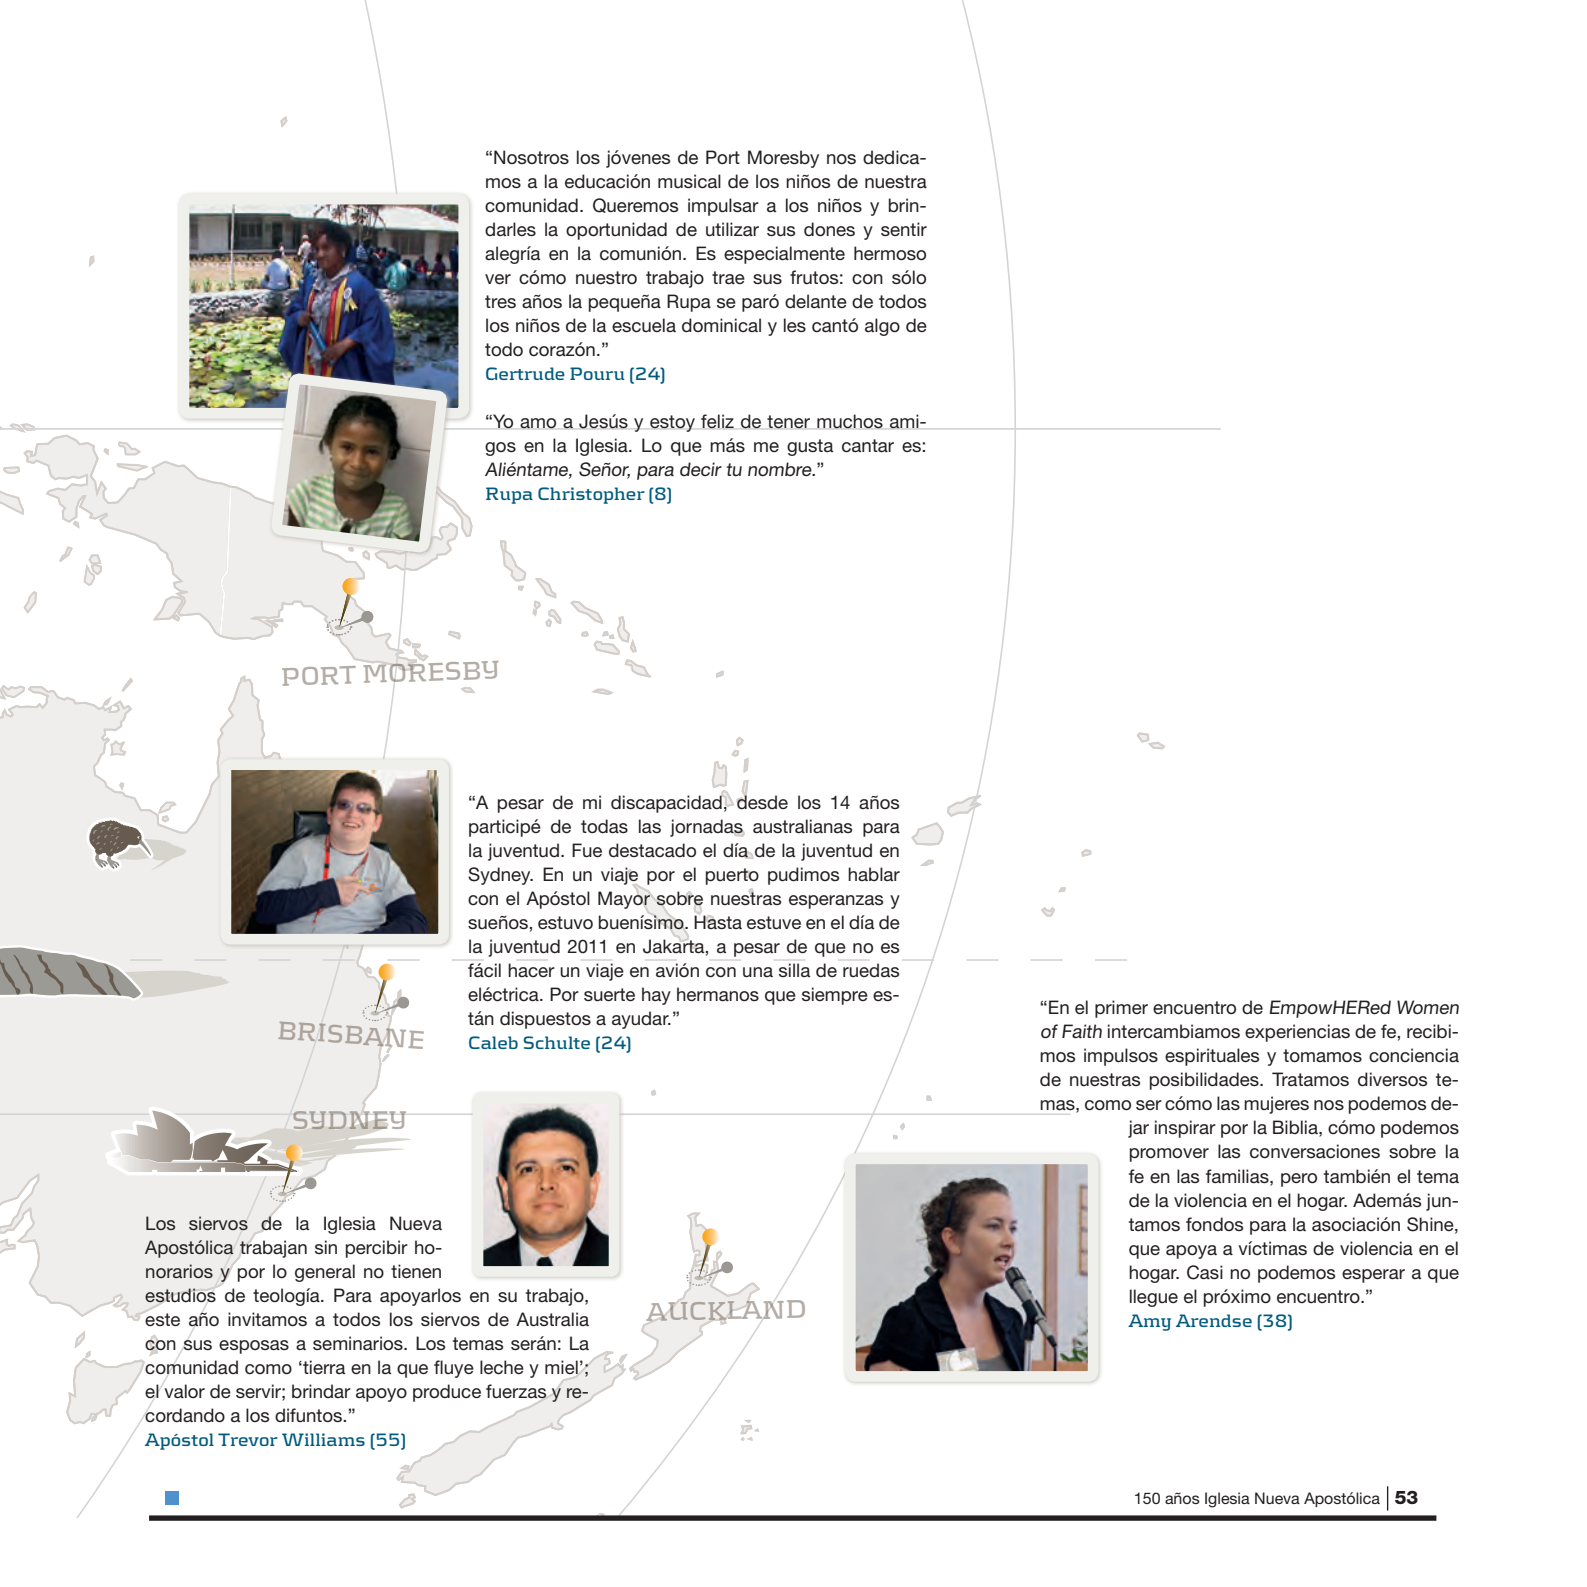 “Nosotros los jóvenes de Port Moresby nos dedica-
mos a la educación musical de los niños de nuestra
comunidad. Queremos impulsar a los niños y brin-
darles la oportunidad de utilizar sus dones y sentir
alegría en la comunión. Es especialmente hermoso
ver cómo nuestro trabajo trae sus frutos: con sólo
tres años la pequeña Rupa se paró delante de todos
los niños de la escuela dominical y les cantó algo de
todo corazón.”
Gertrude Pouru (24)
“Yo amo a Jesús y estoy feliz de tener muchos ami-
gos en la Iglesia. Lo que más me gusta cantar es:
Aliéntame, Señor, para decir tu nombre.”
Rupa Christopher (8)
PORT MORESBY
“A pesar de mi discapacidad, desde los 14 años
participé de todas las jornadas australianas para
la juventud. Fue destacado el día de la juventud en
Sydney. En un viaje por el puerto pudimos hablar
con el Apóstol Mayor sobre nuestras esperanzas y
sueños, estuvo buenísimo. Hasta estuve en el día de
la juventud 2011 en Jakarta, a pesar de que no es
fácil hacer un viaje en avión con una silla de ruedas
eléctrica. Por suerte hay hermanos que siempre es-
tán dispuestos a ayudar.”
Caleb Schulte (24)
BRISBANE
SYDNEY
Los siervos de la Iglesia Nueva
Apostólica trabajan sin percibir ho-
norarios y por lo general no tienen
estudios de teología. Para apoyarlos en su trabajo,
este año invitamos a todos los siervos de Australia
con sus esposas a seminarios. Los temas serán: La
comunidad como ‘tierra en la que fluye leche y miel’;
el valor de servir; brindar apoyo produce fuerzas y re-
cordando a los difuntos.”
Apóstol Trevor Williams (55)
AUCKLAND
“En el primer encuentro de EmpowHERed Women
of Faith intercambiamos experiencias de fe, recibi-
mos impulsos espirituales y tomamos conciencia
de nuestras posibilidades. Tratamos diversos te-
mas, como ser cómo las mujeres nos podemos de-
jar inspirar por la Biblia, cómo podemos
promover las conversaciones sobre la
fe en las familias, pero también el tema
de la violencia en el hogar. Además jun-
tamos fondos para la asociación Shine,
que apoya a víctimas de violencia en el
hogar. Casi no podemos esperar a que
llegue el próximo encuentro.”
Amy Arendse (38)
150 años Iglesia Nueva Apostólica | 53